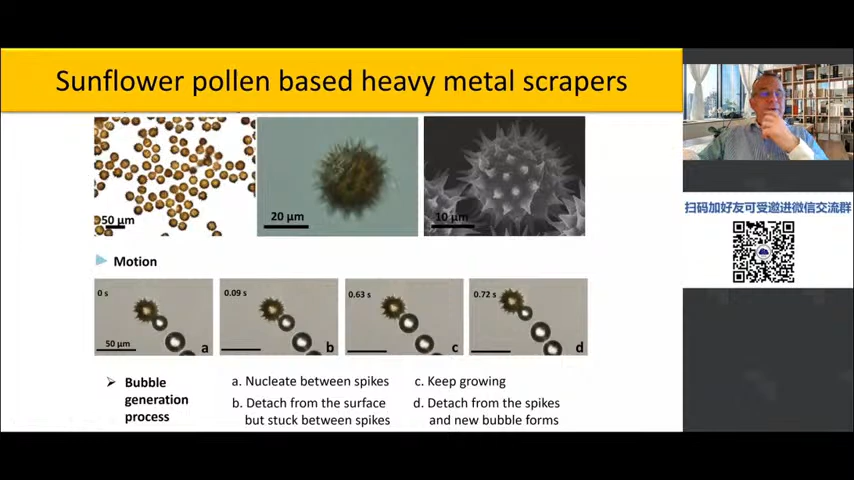 Sunflower pollen based heavy metal scrapers
50 μm
20 μm
10 μm
扫码加好友可受邀进微信交流群
Motion
0 s
0.09 s
0.63 s
0.72 s
50 μm
a
b
c
d
Bubble
generation
process
a. Nucleate between spikes
b. Detach from the surface
but stuck between spikes
c. Keep growing
d. Detach from the spikes
and new bubble forms